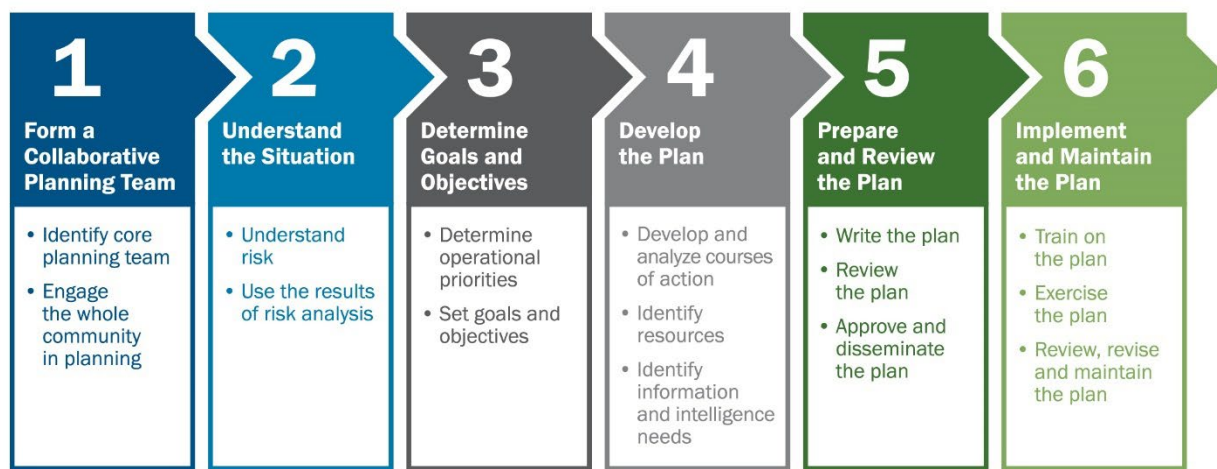 1
Form a
Collaborative
Planning Team
• Identify core
planning team
• Engage
the whole
community
in planning
2
Understand
the Situation
• Understand
risk
• Use the results
of risk analysis
3
Determine
Goals and
Objectives
• Determine
operational
priorities
• Set goals and
objectives
4
Develop
the Plan
• Develop and
analyze courses
of action
• Identify
resources
• Identify
information
and intelligence
needs
5
Prepare
and Review
the Plan
• Write the plan
• Review
the plan
• Approve and
disseminate
the plan
6
Implement
and Maintain
the Plan
• Train on
the plan
• Exercise
the plan
• Review, revise
and maintain
the plan